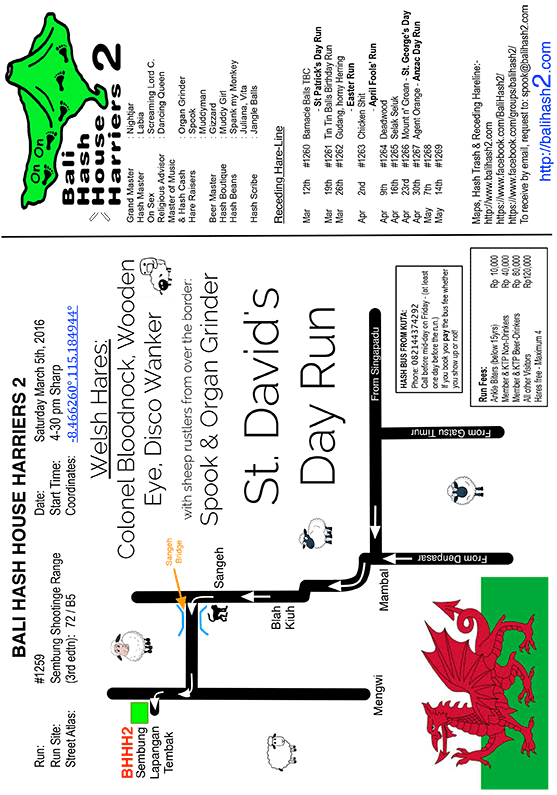 BALI HASH HOUSE HARRIERS 2
Run: #1259
Run Site: Sembung Shootinge Range
Street Atlas: (3rd edtn): 72 / B5
Date: Saturday March 5th, 2016
Start Time: 4-30 pm Sharp
Coordinates: -8.466260°,115.184944°
Welsh Hares:
Colonel Bloodnock, Wooden
Eye, Disco Wanker
with sheep rustlers from over the border:
Spook & Organ Grinder
St. David's
Day Run
BHHH2
Sembung
Lapangan
Tembak
Sangeh
Bridge
Sangeh
Blah
Kiuh
Mengwi
Mambal
From Singapadu
From Gatsu Timur
From Denpasar
HASH BUS FROM KUTA:
Phone: 082144374292
Call before mid-day on Friday - (at least
one day before the run.)
If you book you pay the bus fee whether
you show up or not!
Run Fees:
Ankle Biters (below 15yrs) Rp 10,000
Member & KTP Non-Drinkers Rp 40,000
Member & KTP Beer-Drinkers Rp 80,000
All other Visitors Rp120,000
Hares free - Maximum 4
On On
Bali
Hash
House
Harriers 2
Grand Master : Nighjar
Hash Master : Labia
On Sex : Screaming Lord C.
Religious Advisor : Dancing Queen
Master of Music
& Hash Cash : Organ Grinder
Hare Raisers : Spook
: Muddyman
Beer Master : Gizzard
Hash Boutique : Muddy Girl
Hash Beans : Spank my Monkey
: Juliana, Vita
Hash Scribe : Jangle Balls
Receding Hare-Line
Mar 12th #1260 Barnacle Balls TBC
- St Patrick's Day Run
Mar 19th #1261 Tin Tin Balls Birthday Run
Mar 26th #1262 Gudang, horny Herring
- Easter Run
Apr 2nd #1263 Chicken Shit
- April Fools' Run
Apr 9th #1264 Deadwood
Apr 16th #1265 Salak Seluk
Apr 23rd #1266 Mount n' Groan - St. George's Day
Apr 30th #1267 Agent Orange - Anzac Day Run
May 7th #1268
May 14th #1269
Maps, Hash Trash & Receding Hareline:-
http://www.balihash2.com/
https://www.facebook.com/BaliHash2/
https://www.facebook.com/groups/balihash2/
To receive by email, request to: spook@balihash2.com
http://balihash2.com